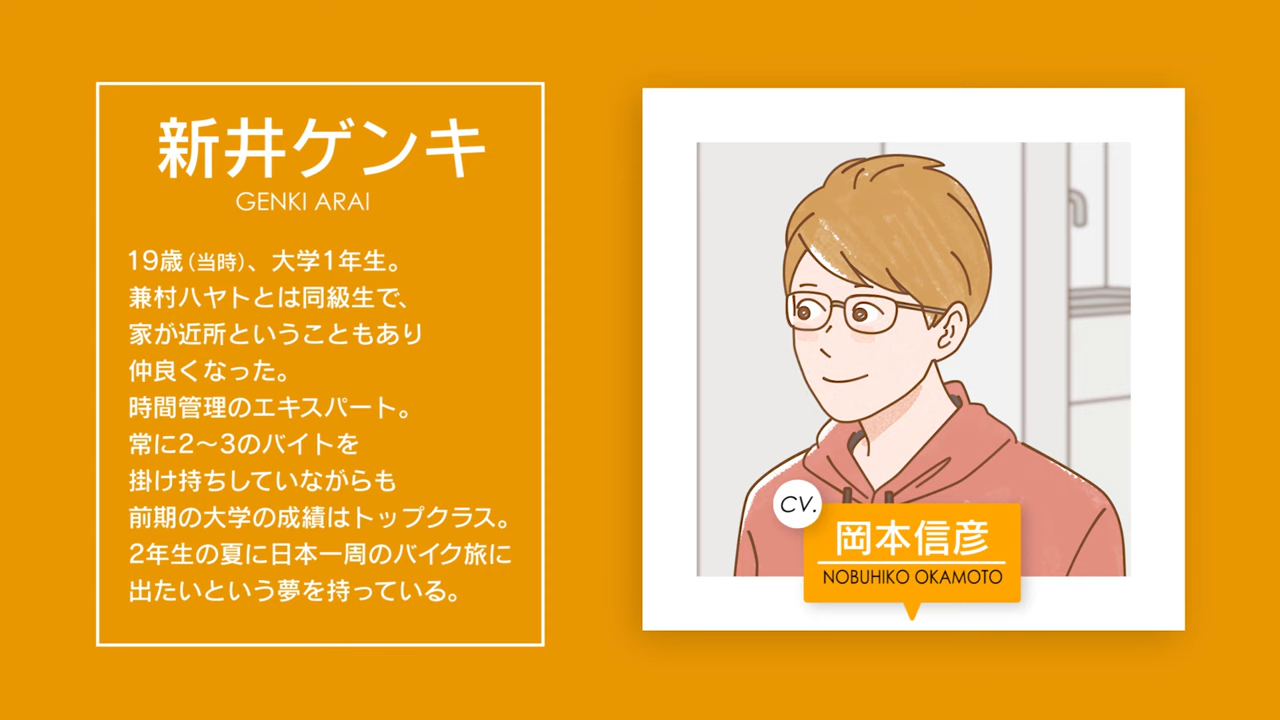 新井ゲンキ
GENKI ARAI
19歳（当時）、大学1年生。
兼村ハヤトとは同級生で、
家が近所ということもあり
仲良くなった。
時間管理のエキスパート。
常に2〜3のバイトを
掛け持ちしていながらも
前期の大学の成績はトップクラス。
2年生の夏に日本一周のバイク旅に
出たいという夢を持っている。
CV.
岡本信彦
NOBUHIKO OKAMOTO